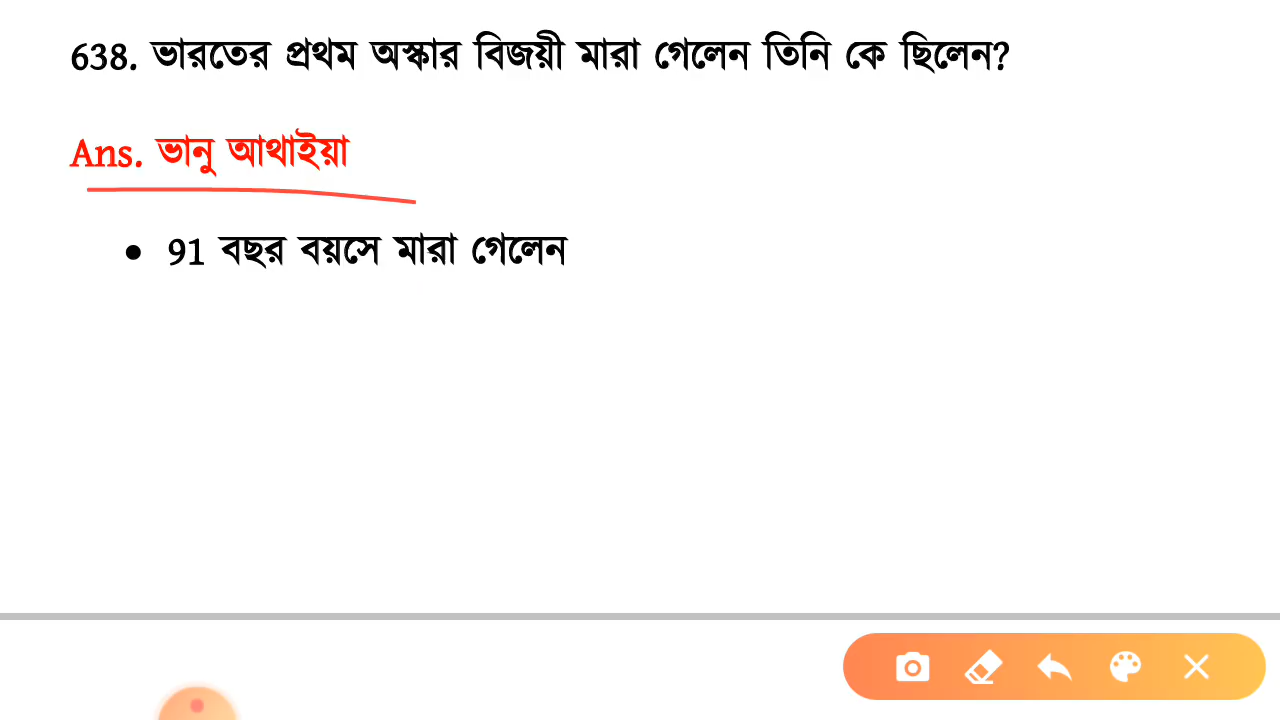 638. ভারতের প্রথম অস্কার বিজয়ী মারা গেলেন তিনি কে ছিলেন?
Ans. ভানু আথাইয়া
● 91 বছর বয়সে মারা গেলেন